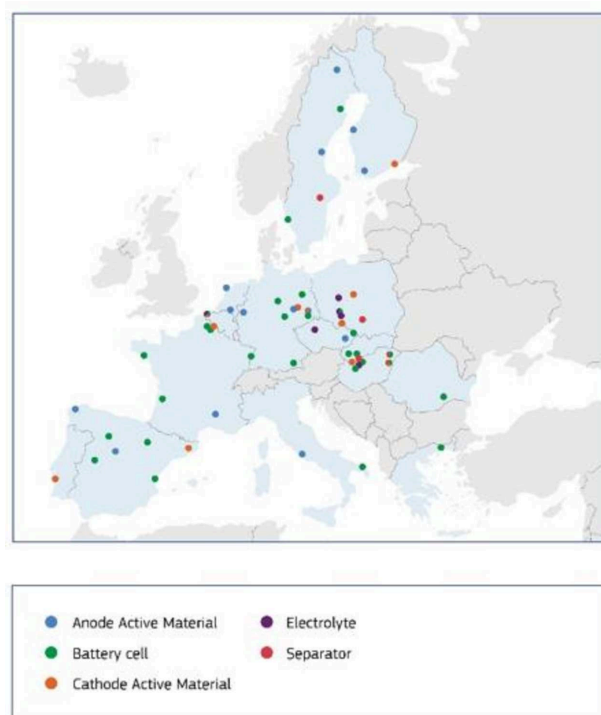 Anode Active Material
Electrolyte
Battery cell
Separator
Cathode Active Material